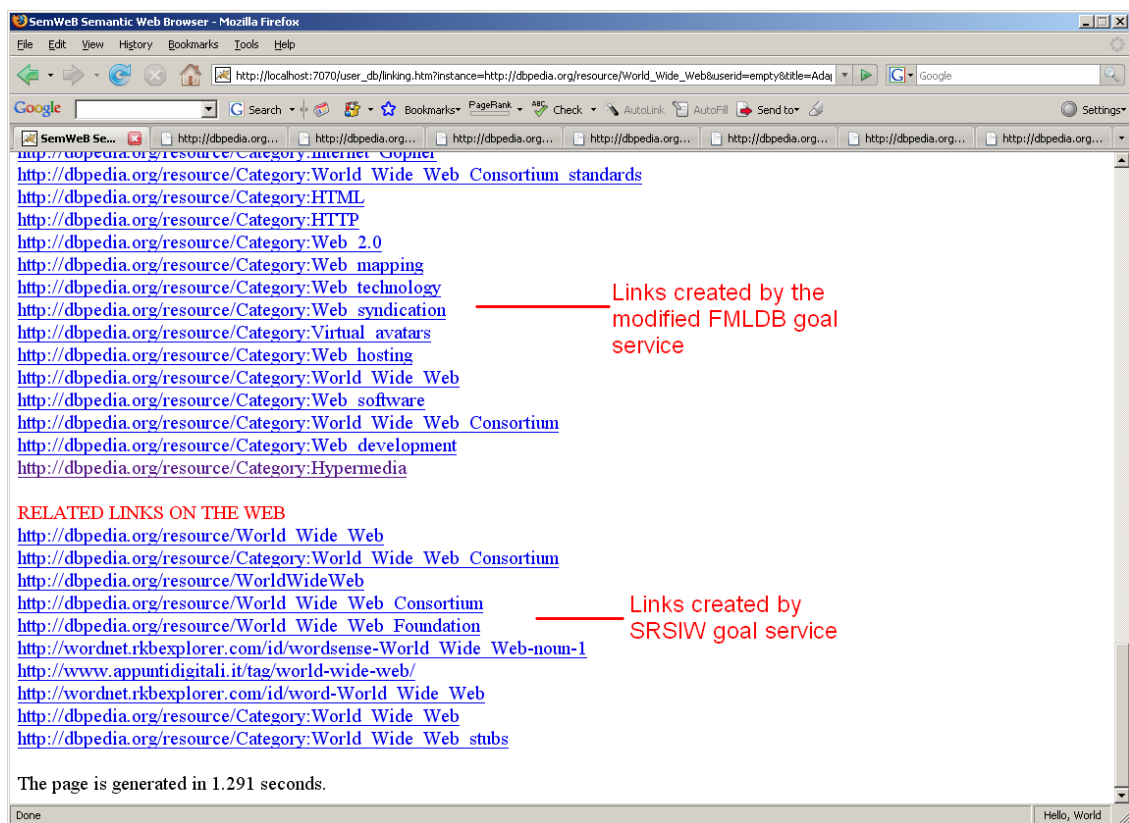 SemWeB Semantic Web Browser - Mozilla Firefox
File Edit View History Bookmarks Tools Help
http://localhost:7070/user_db/linking.htm?instance=http://dbpedia.org/resource/World_Wide_Web&userid=empty&title=Adap
Google
Google Search Bookmarks PageRank Check AutoLink AutoFill Send to Settings
SemWeB Se... http://dbpedia.org... http://dbpedia.org... http://dbpedia.org... http://dbpedia.org... http://dbpedia.org... http://dbpedia.org... http://dbpedia.org...
http://dbpedia.org/resource/Category:Internet_Gopher
http://dbpedia.org/resource/Category:World_Wide_Web_Consortium_standards
http://dbpedia.org/resource/Category:HTML
http://dbpedia.org/resource/Category:HTTP
http://dbpedia.org/resource/Category:Web_2.0
http://dbpedia.org/resource/Category:Web_mapping
http://dbpedia.org/resource/Category:Web_technology
http://dbpedia.org/resource/Category:Web_syndication
http://dbpedia.org/resource/Category:Virtual_avatars
http://dbpedia.org/resource/Category:Web_hosting
http://dbpedia.org/resource/Category:World_Wide_Web
http://dbpedia.org/resource/Category:Web_software
http://dbpedia.org/resource/Category:World_Wide_Web_Consortium
http://dbpedia.org/resource/Category:Web_development
http://dbpedia.org/resource/Category:Hypermedia
Links created by the
modified FMLDB goal
service
RELATED LINKS ON THE WEB
http://dbpedia.org/resource/World_Wide_Web
http://dbpedia.org/resource/Category:World_Wide_Web_Consortium
http://dbpedia.org/resource/WorldWideWeb
http://dbpedia.org/resource/World_Wide_Web_Consortium
http://dbpedia.org/resource/World_Wide_Web_Foundation
http://wordnet.rkbexplorer.com/id/wordsense-World_Wide_Web-noun-1
http://www.appuntidigitali.it/tag/world-wide-web/
http://wordnet.rkbexplorer.com/id/word-World_Wide_Web
http://dbpedia.org/resource/Category:World_Wide_Web
http://dbpedia.org/resource/Category:World_Wide_Web_stubs
Links created by
SRSIW goal service
The page is generated in 1.291 seconds.
Done Hello, World